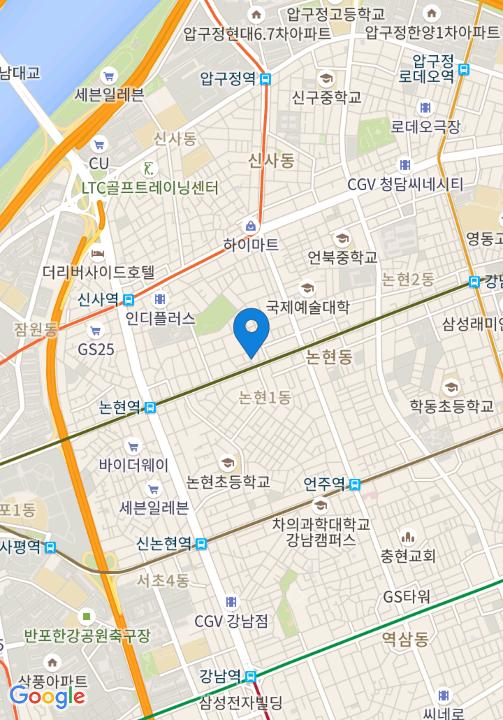 압구정고등학교
압구정현대6.7차아파트
압구정한양1차아파트
남대교
압구정
로데오역
압구정역
세븐일레븐
신구중학교
로데오극장
신사동
CU
신사동
LTC골프트레이닝센터
CGV 청담씨네시티
하이마트
언북중학교
영동고
더리버사이드호텔
논현2동
강남
신사역
국제예술대학
잠원동
인디플러스
삼성래미안
GS25
논현동
논현1동
논현역
학동초등학교
바이더웨이
논현초등학교
언주역
세븐일레븐
포1동
차의과학대학교
강남캠퍼스
사평역
신논현역
충현교회
서초4동
GS타워
CGV 강남점
반포한강공원축구장
역삼동
강남역
삼풍아파트
Google
삼성전자빌딩
씨네로